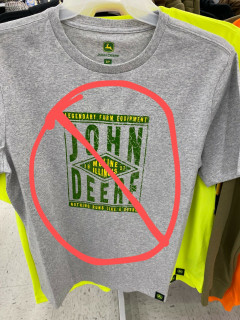 LEGENDARY FARM EQUIPMENT
JOHN
MOLINE
ILLINOIS
DEERE
NOTHING RUNS LIKE A DEERE